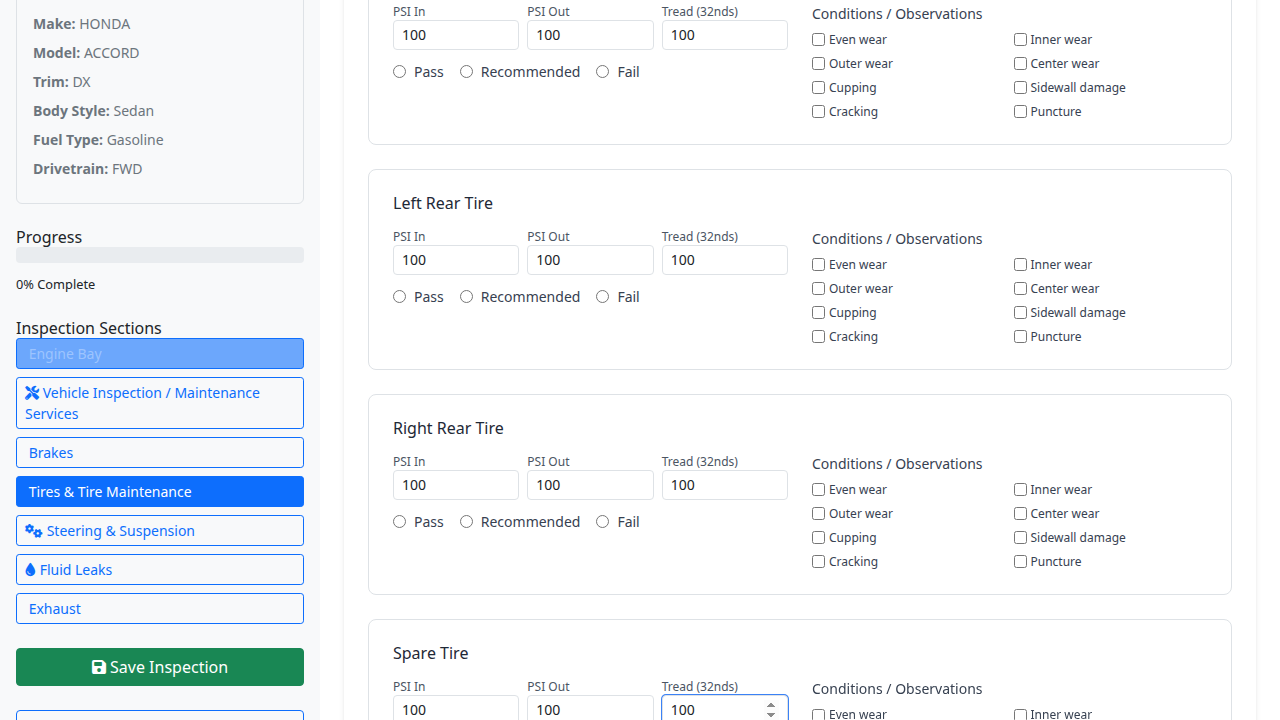 Make: HONDA
Model: ACCORD
Trim: DX
Body Style: Sedan
Fuel Type: Gasoline
Drivetrain: FWD
Progress
0% Complete
Inspection Sections
Engine Bay
Vehicle Inspection / Maintenance
Services
Brakes
Tires & Tire Maintenance
Steering & Suspension
Fluid Leaks
Exhaust
Save Inspection
PSI In PSI Out Tread (32nds)
100 100 100
Pass Recommended Fail
Conditions / Observations
Even wear Inner wear
Outer wear Center wear
Cupping Sidewall damage
Cracking Puncture
Left Rear Tire
PSI In PSI Out Tread (32nds)
100 100 100
Pass Recommended Fail
Conditions / Observations
Even wear Inner wear
Outer wear Center wear
Cupping Sidewall damage
Cracking Puncture
Right Rear Tire
PSI In PSI Out Tread (32nds)
100 100 100
Pass Recommended Fail
Conditions / Observations
Even wear Inner wear
Outer wear Center wear
Cupping Sidewall damage
Cracking Puncture
Spare Tire
PSI In PSI Out Tread (32nds)
100 100 100
Conditions / Observations
Even wear Inner wear